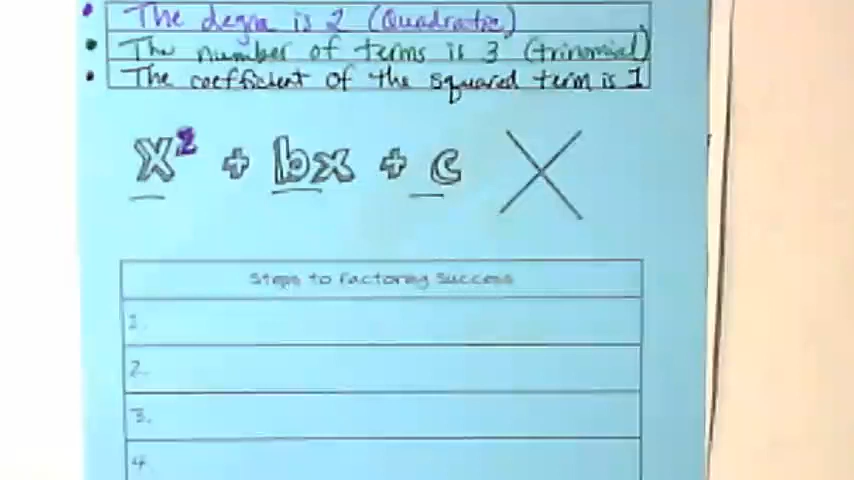 • The degree is 2 (Quadratic)
• The number of terms is 3 (trinomial)
• The coefficient of the squared term is 1
x² + bx + c
Steps to Factoring Success
1.
2.
3.
4.